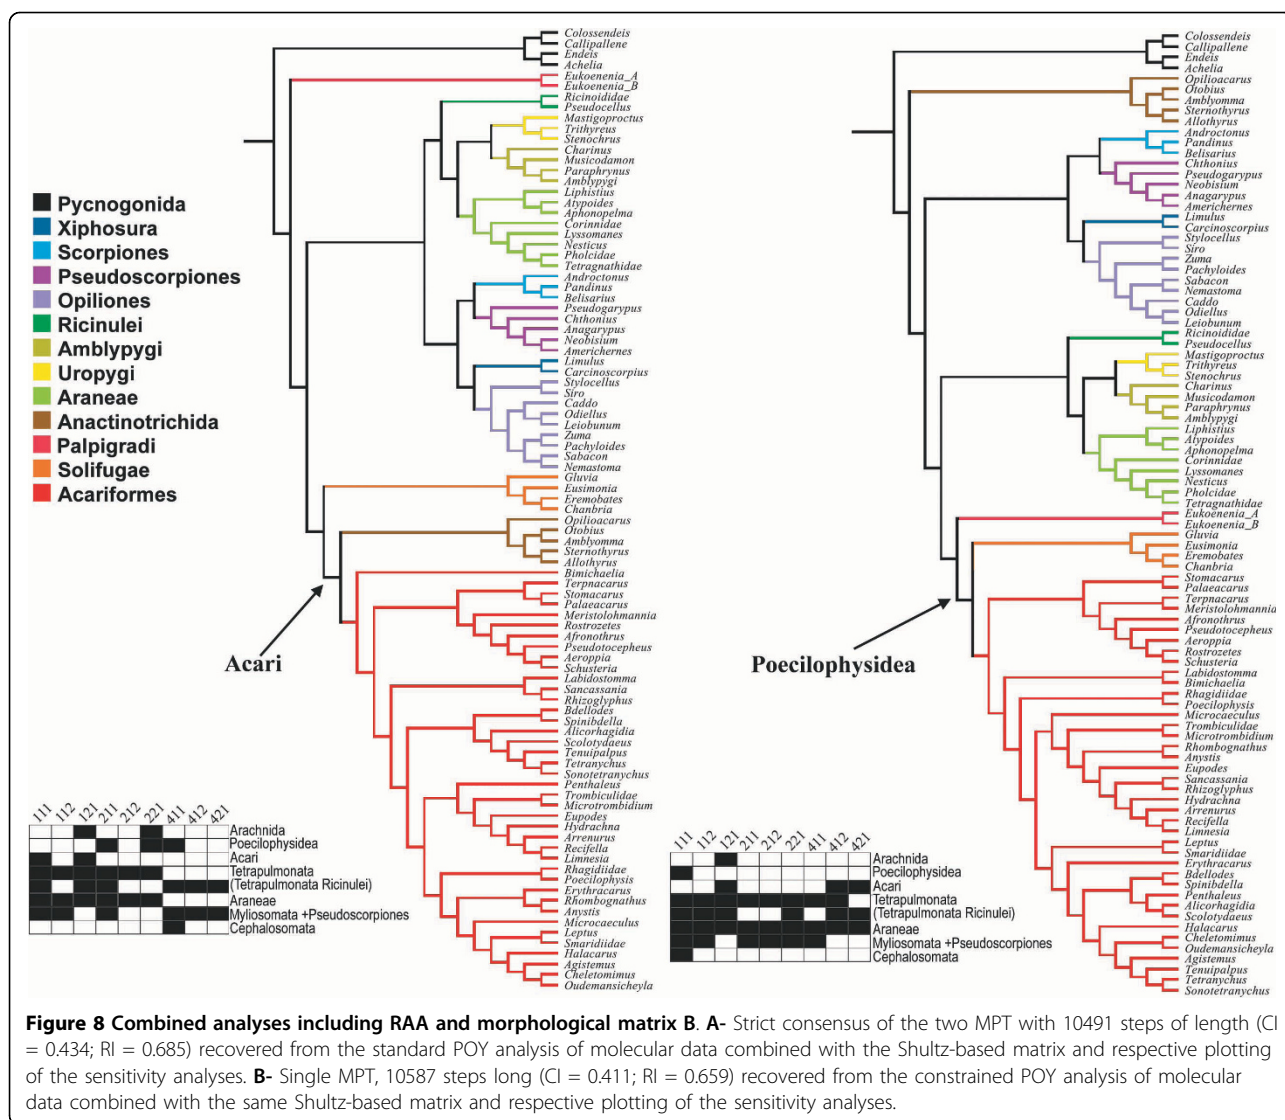 Colossendeis
Callipallene
Endeis
Achelia
Eukoenenia_A
Eukoenenia_B
Ricinoididae
Pseudocellus
Mastigoproctus
Trithyreus
Stenochrus
Charinus
Musicodamon
Paraphrynus
Amblypygi
Liphistius
Atypoides
Aphonopelma
Corinnidae
Lyssomanes
Nesticus
Pholcidae
Tetragnathidae
Androctonus
Pandinus
Belisarius
Pseudogarypus
Chthonius
Anagarypus
Neobisium
Americhernes
Limulus
Carcinoscorpius
Stylocellus
Siro
Caddo
Odiellus
Leiobunum
Zuma
Pachyloides
Sabacon
Nemastoma
Gluvia
Eusimonia
Eremobates
Chanbria
Opilioacarus
Otobius
Amblyomma
Sternothyrus
Allothyrus
Bimichaelia
Terpnacarus
Stomacarus
Palaeacarus
Meristolohmannia
Rostrozetes
Afronothrus
Pseudotocepheus
Aeroppia
Schusteria
Labidostomma
Sancassania
Rhizoglyphus
Bdellodes
Spinibdella
Alicorhagidia
Scolotydaeus
Tenuipalpus
Tetranychus
Sonotetranychus
Penthaleus
Trombiculidae
Microtrombidium
Eupodes
Hydrachna
Arrenurus
Recifella
Limnesia
Rhagidiidae
Poecilophysis
Erythracarus
Rhombognathus
Anystis
Microcaeculus
Leptus
Smaridiidae
Halacarus
Agistemus
Cheletomimus
Oudemansicheyla
Pycnogonida
Xiphosura
Scorpiones
Pseudoscorpiones
Opiliones
Ricinulei
Amblypygi
Uropygi
Araneae
Anactinotrichida
Palpigradi
Solifugae
Acariformes
Acari
111 112 121 211 212 221 411 412 421
Arachnida
Poecilophysidea
Acari
Tetrapulmonata
(Tetrapulmonata Ricinulei)
Araneae
Myliosomata +Pseudoscorpiones
Cephalosomata
Colossendeis
Callipallene
Endeis
Achelia
Opilioacarus
Otobius
Amblyomma
Sternothyrus
Allothyrus
Androctonus
Pandinus
Belisarius
Chthonius
Pseudogarypus
Neobisium
Anagarypus
Americhernes
Limulus
Carcinoscorpius
Stylocellus
Siro
Zuma
Pachyloides
Sabacon
Nemastoma
Caddo
Odiellus
Leiobunum
Ricinoididae
Pseudocellus
Mastigoproctus
Trithyreus
Stenochrus
Charinus
Musicodamon
Paraphrynus
Amblypygi
Liphistius
Atypoides
Aphonopelma
Corinnidae
Lyssomanes
Nesticus
Pholcidae
Tetragnathidae
Eukoenenia_A
Eukoenenia_B
Gluvia
Eusimonia
Eremobates
Chanbria
Stomacarus
Palaeacarus
Terpnacarus
Meristolohmannia
Afronothrus
Pseudotocepheus
Aeroppia
Rostrozetes
Schusteria
Labidostomma
Bimichaelia
Rhagidiidae
Poecilophysis
Microcaeculus
Trombiculidae
Microtrombidium
Rhombognathus
Anystis
Eupodes
Sancassania
Rhizoglyphus
Hydrachna
Arrenurus
Recifella
Limnesia
Leptus
Smaridiidae
Erythracarus
Bdellodes
Spinibdella
Penthaleus
Alicorhagidia
Scolotydaeus
Halacarus
Cheletomimus
Oudemansicheyla
Agistemus
Tenuipalpus
Tetranychus
Sonotetranychus
Poecilophysidea
111 112 121 211 212 221 411 412 421
Arachnida
Poecilophysidea
Acari
Tetrapulmonata
(Tetrapulmonata Ricinulei)
Araneae
Myliosomata +Pseudoscorpiones
Cephalosomata
Figure 8 Combined analyses including RAA and morphological matrix B. A- Strict consensus of the two MPT with 10491 steps of length (CI
= 0.434; RI = 0.685) recovered from the standard POY analysis of molecular data combined with the Shultz-based matrix and respective plotting
of the sensitivity analyses. B- Single MPT, 10587 steps long (CI = 0.411; RI = 0.659) recovered from the constrained POY analysis of molecular
data combined with the same Shultz-based matrix and respective plotting of the sensitivity analyses.